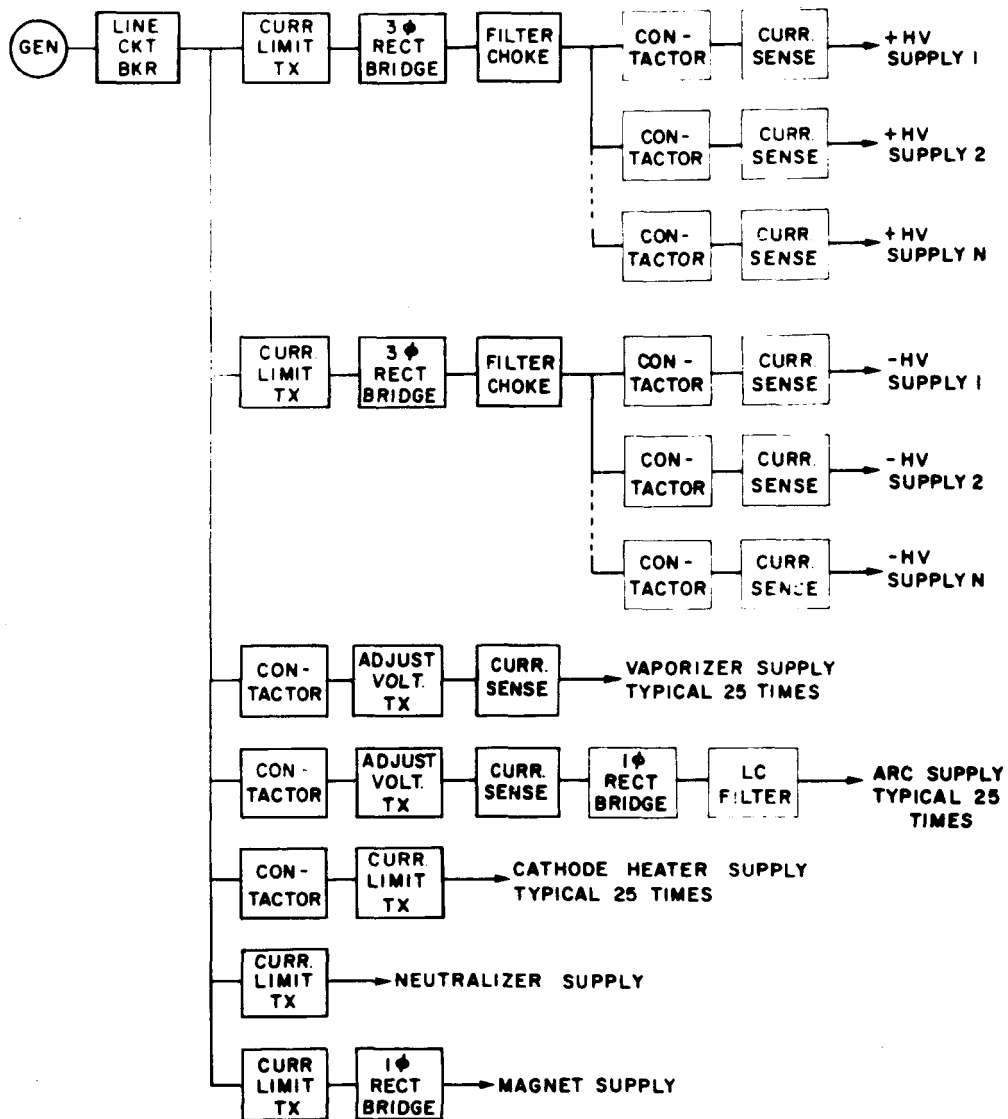 GEN
LINE
CKT
BKR
CURR
LIMIT
TX
3Φ
RECT
BRIDGE
FILTER
CHOKE
CON-
TACTOR
CURR.
SENSE
+HV
SUPPLY 1
CON-
TACTOR
CURR.
SENSE
+HV
SUPPLY 2
CON-
TACTOR
CURR.
SENSE
+HV
SUPPLY N
CURR.
LIMIT
TX
3Φ
RECT
BRIDGE
FILTER
CHOKE
CON-
TACTOR
CURR.
SENSE
-HV
SUPPLY 1
CON-
TACTOR
CURR.
SENSE
-HV
SUPPLY 2
CON-
TACTOR
CURR.
SENSE
-HV
SUPPLY N
CON-
TACTOR
ADJUST
VOLT.
TX
CURR.
SENSE
VAPORIZER SUPPLY
TYPICAL 25 TIMES
CON-
TACTOR
ADJUST
VOLT.
TX
CURR.
SENSE
1Φ
RECT
BRIDGE
LC
FILTER
ARC SUPPLY
TYPICAL 25
TIMES
CON-
TACTOR
CURR.
LIMIT
TX
CATHODE HEATER SUPPLY
TYPICAL 25 TIMES
CURR.
LIMIT
TX
NEUTRALIZER SUPPLY
CURR
LIMIT
TX
1Φ
RECT
BRIDGE
MAGNET SUPPLY